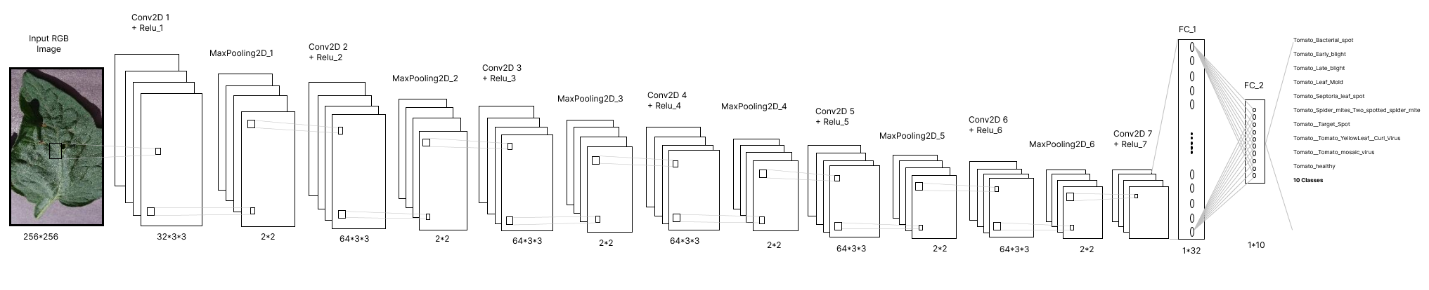 Input RGB
Image
256*256
Conv2D 1
+ Relu_1
32*3*3
MaxPooling2D_1
2*2
Conv2D 2
+ Relu_2
64*3*3
MaxPooling2D_2
2*2
Conv2D 3
+ Relu_3
64*3*3
MaxPooling2D_3
2*2
Conv2D 4
+ Relu_4
64*3*3
MaxPooling2D_4
2*2
Conv2D 5
+ Relu_5
64*3*3
MaxPooling2D_5
2*2
Conv2D 6
+ Relu_6
64*3*3
MaxPooling2D_6
2*2
Conv2D 7
+ Relu_7
FC_1
1*32
FC_2
1*10
Tomato_Bacterial_spot
Tomato_Early_blight
Tomato_Late_blight
Tomato_Leaf_Mold
Tomato_Septoria_leaf_spot
Tomato_Spider_mites_Two_spotted_spider_mite
Tomato__Target_Spot
Tomato__Tomato_YellowLeaf__Curl_Virus
Tomato__Tomato_mosaic_virus
Tomato_healthy
10 Classes